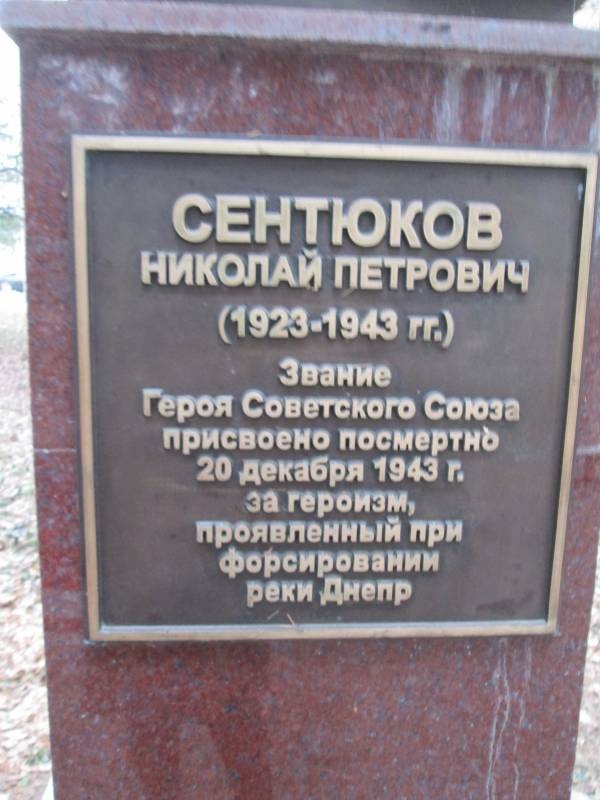 СЕНТЮКОВ
НИКОЛАЙ ПЕТРОВИЧ
(1923-1943 гг.)
Звание
Героя Советского Союза
присвоено посмертно
20 декабря 1943 г.
за героизм,
проявленный при
форсировании
реки Днепр